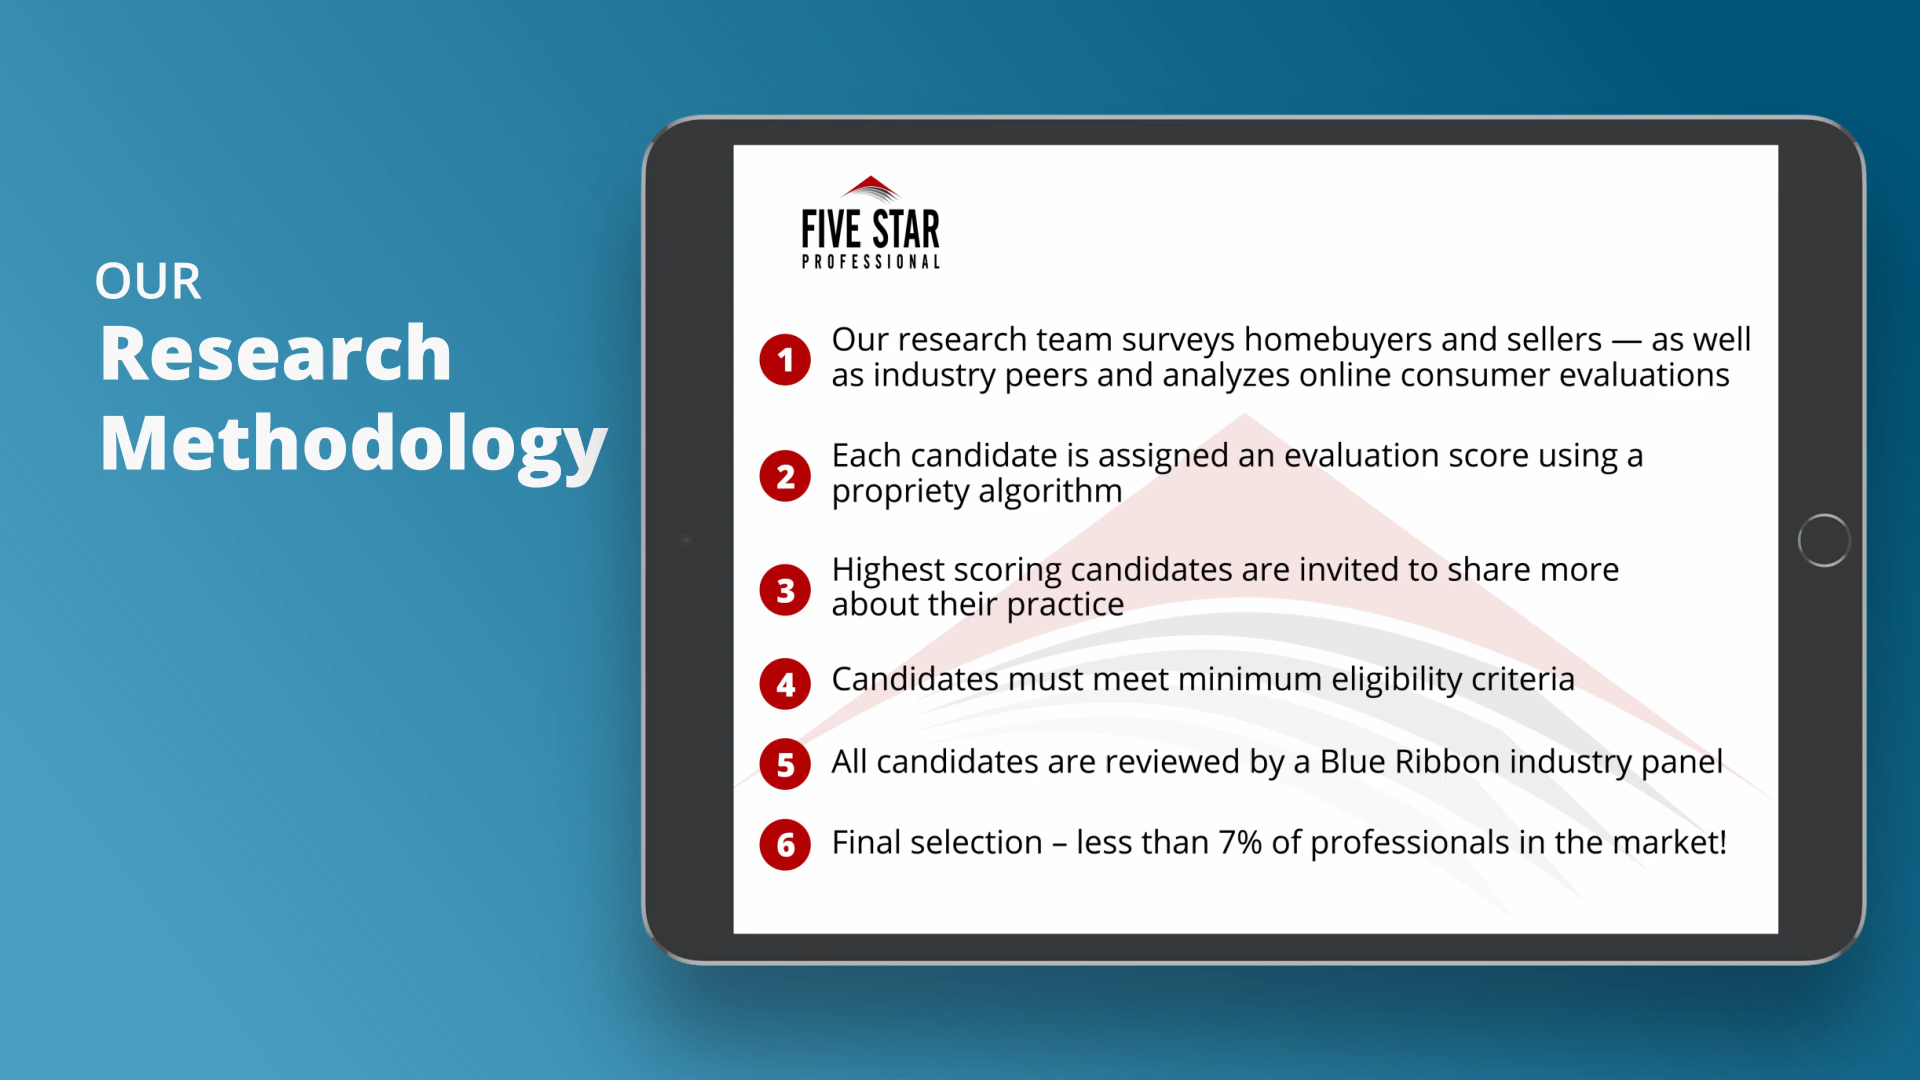 OUR
Research
Methodology
FIVE STAR
PROFESSIONAL
1 Our research team surveys homebuyers and sellers — as well
as industry peers and analyzes online consumer evaluations
2 Each candidate is assigned an evaluation score using a
propriety algorithm
3 Highest scoring candidates are invited to share more
about their practice
4 Candidates must meet minimum eligibility criteria
5 All candidates are reviewed by a Blue Ribbon industry panel
6 Final selection – less than 7% of professionals in the market!